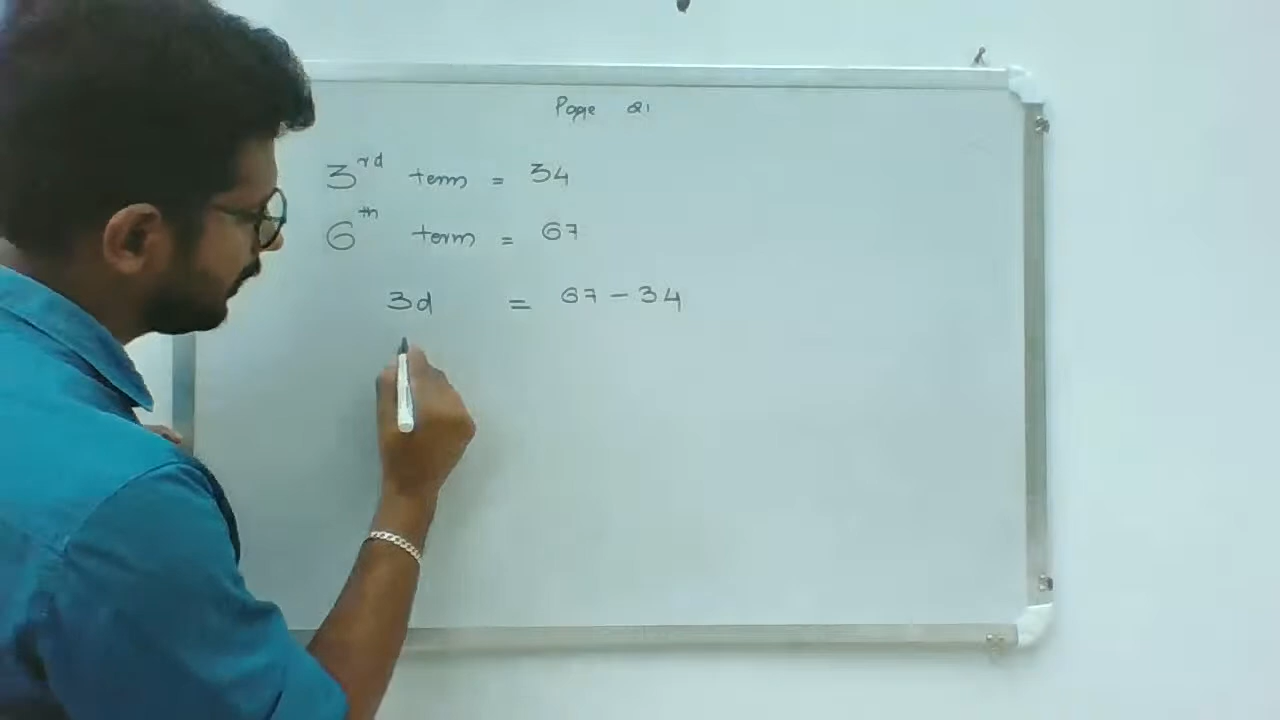 Page 21
3rd term = 34
6th term = 67
3d = 67 - 34